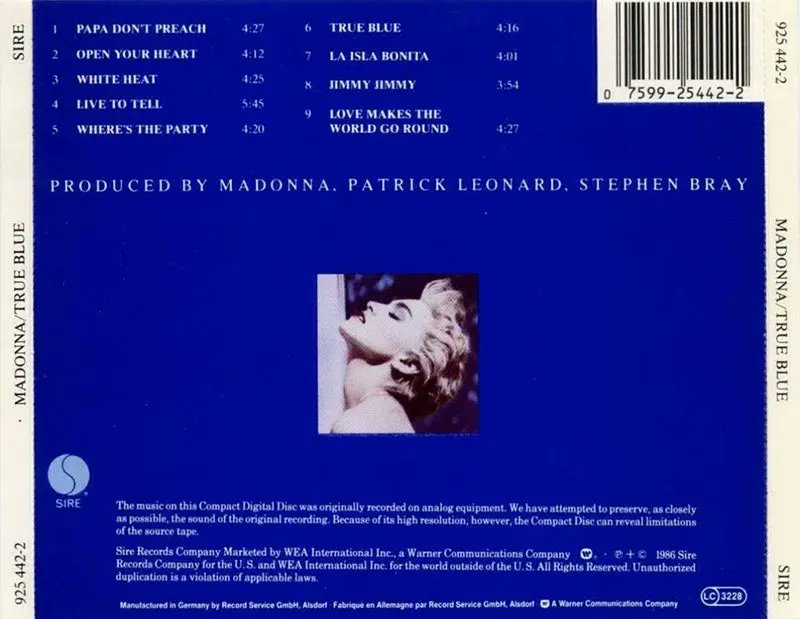 SIRE
MADONNA/TRUE BLUE
925 442-2
1 PAPA DON'T PREACH 4:27
2 OPEN YOUR HEART 4:12
3 WHITE HEAT 4:25
4 LIVE TO TELL 5:45
5 WHERE'S THE PARTY 4:20
6 TRUE BLUE 4:16
7 LA ISLA BONITA 4:01
8 JIMMY JIMMY 3:54
9 LOVE MAKES THE
WORLD GO ROUND 4:27
0 7599-25442-2
PRODUCED BY MADONNA, PATRICK LEONARD, STEPHEN BRAY
SIRE
The music on this Compact Digital Disc was originally recorded on analog equipment. We have attempted to preserve, as closely
as possible, the sound of the original recording. Because of its high resolution, however, the Compact Disc can reveal limitations
of the source tape.
Sire Records Company Marketed by WEA International Inc., a Warner Communications Company . · ℗ + © 1986 Sire
Records Company for the U.S. and WEA International Inc. for the world outside of the U.S. All Rights Reserved. Unauthorized
duplication is a violation of applicable laws.
Manufactured in Germany by Record Service GmbH, Alsdorf · Fabriqué en Allemagne par Record Service GmbH, Alsdorf A Warner Communications Company
LC 3228
925 442-2
MADONNA/TRUE BLUE
SIRE